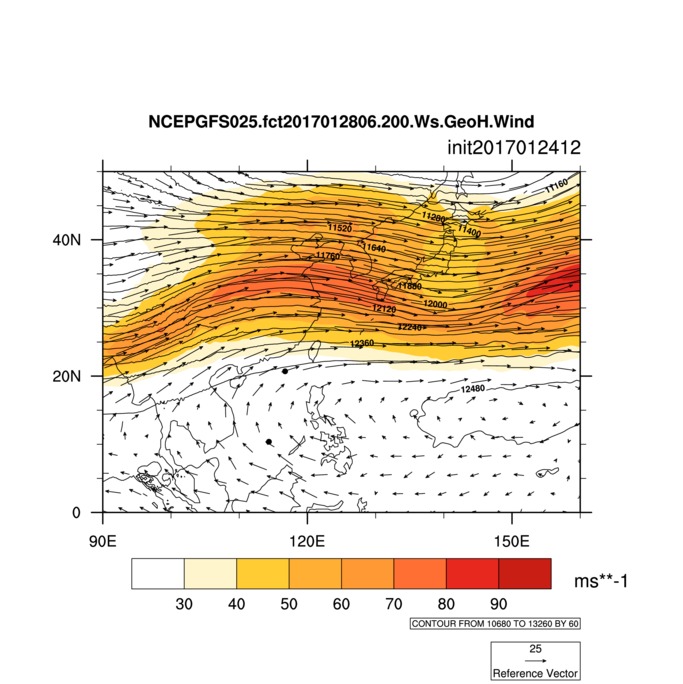 NCEPGFS025.fct2017012806.200.Ws.GeoH.Wind
init2017012412
11160
11280
11520
11400
40N
11640
11760
11880
12000
12120
12240
12360
20N
12480
0
90E 120E 150E
ms**-1
30 40 50 60 70 80 90
CONTOUR FROM 10680 TO 13260 BY 60
25
Reference Vector